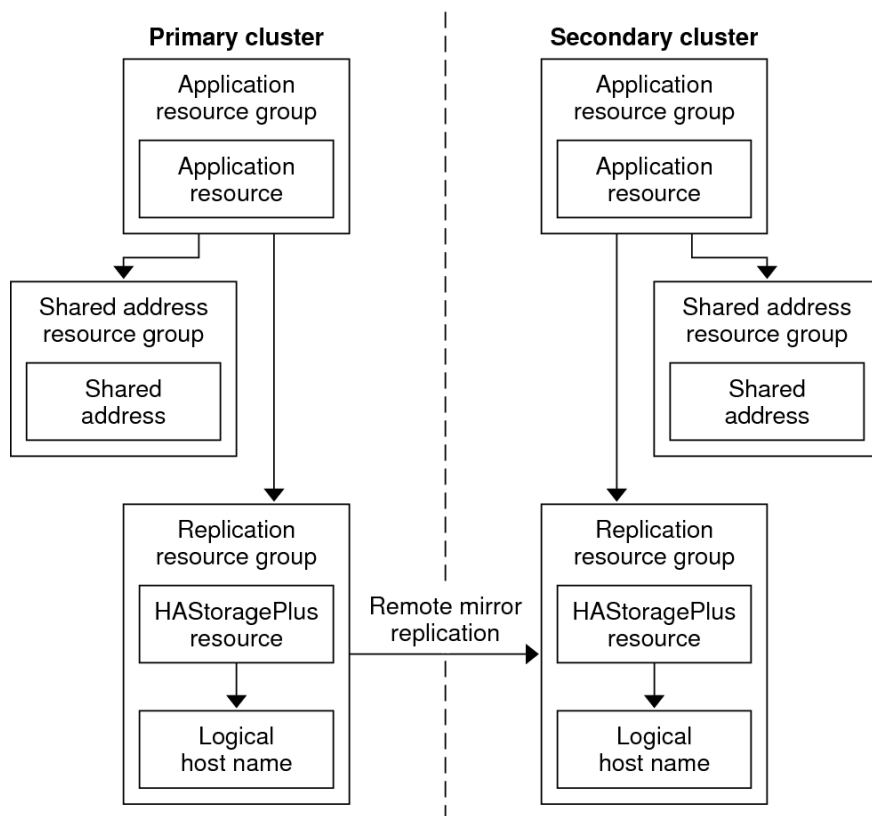 Primary cluster
Application
resource group
Application
resource
Shared address
resource group
Shared
address
Replication
resource group
HAStoragePlus
resource
Logical
host name
Remote mirror
replication
Secondary cluster
Application
resource group
Application
resource
Shared address
resource group
Shared
address
Replication
resource group
HAStoragePlus
resource
Logical
host name